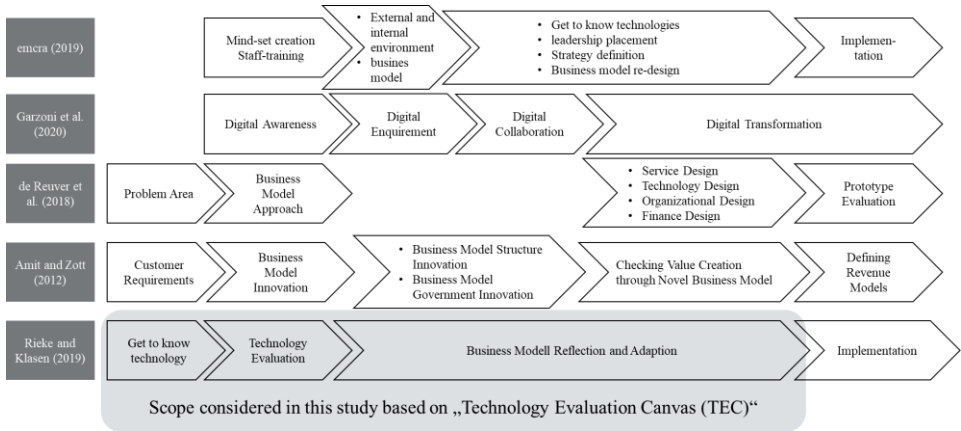 emcra (2019)
Mind-set creation
Staff-training
• External and
internal
environment
• busines
model
• Get to know technologies
• leadership placement
• Strategy definition
• Business model re-design
Implemen-
tation
Garzoni et al.
(2020)
Digital Awareness
Digital
Enquirement
Digital
Collaboration
Digital Transformation
de Reuver et
al. (2018)
Problem Area
Business
Model
Approach
• Service Design
• Technology Design
• Organizational Design
• Finance Design
Prototype
Evaluation
Amit and Zott
(2012)
Customer
Requirements
Business
Model
Innovation
• Business Model Structure
Innovation
• Business Model
Government Innovation
Checking Value Creation
through Novel Business Model
Defining
Revenue
Models
Rieke and
Klasen (2019)
Get to know
technology
Technology
Evaluation
Business Modell Reflection and Adaption
Implementation
Scope considered in this study based on „Technology Evaluation Canvas (TEC)“